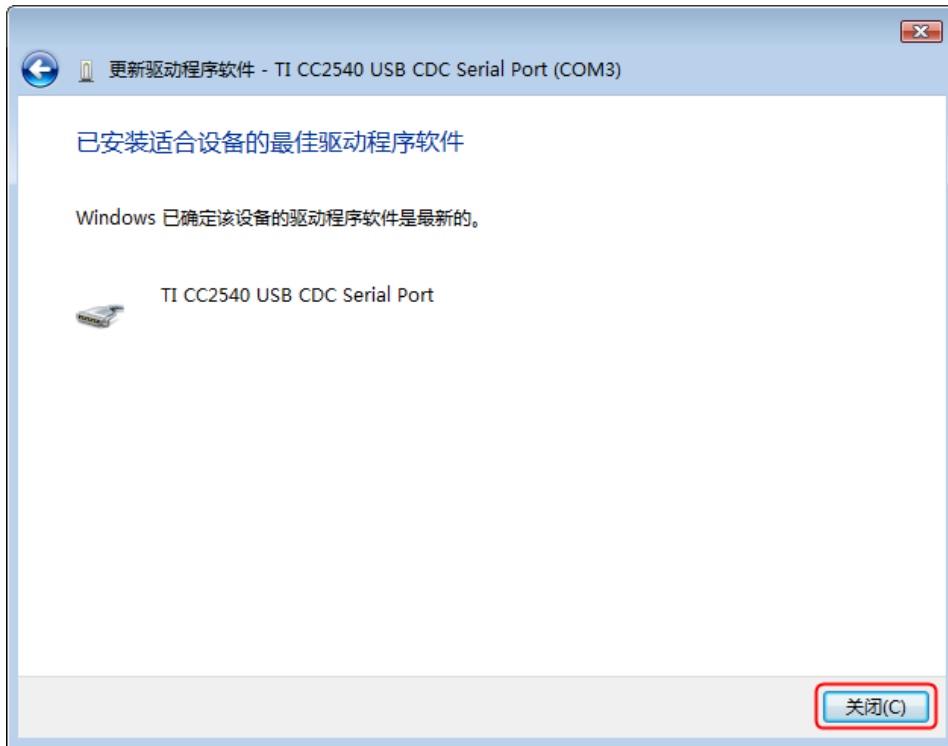 更新驱动程序软件 - TI CC2540 USB CDC Serial Port (COM3)
已安装适合设备的最佳驱动程序软件
Windows 已确定该设备的驱动程序软件是最新的。
TI CC2540 USB CDC Serial Port
关闭(C)